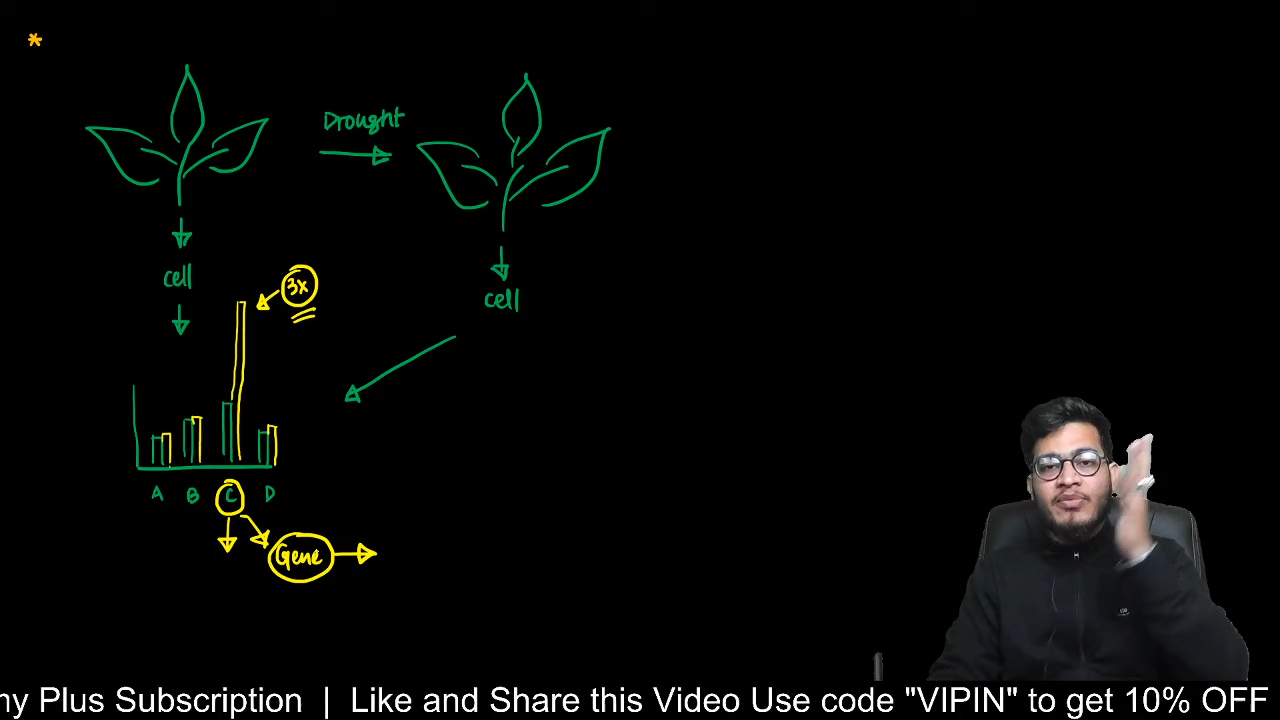 *
Drought
cell
3x
cell
A B C D
Gene
ny Plus Subscription | Like and Share this Video Use code "VIPIN" to get 10% OFF